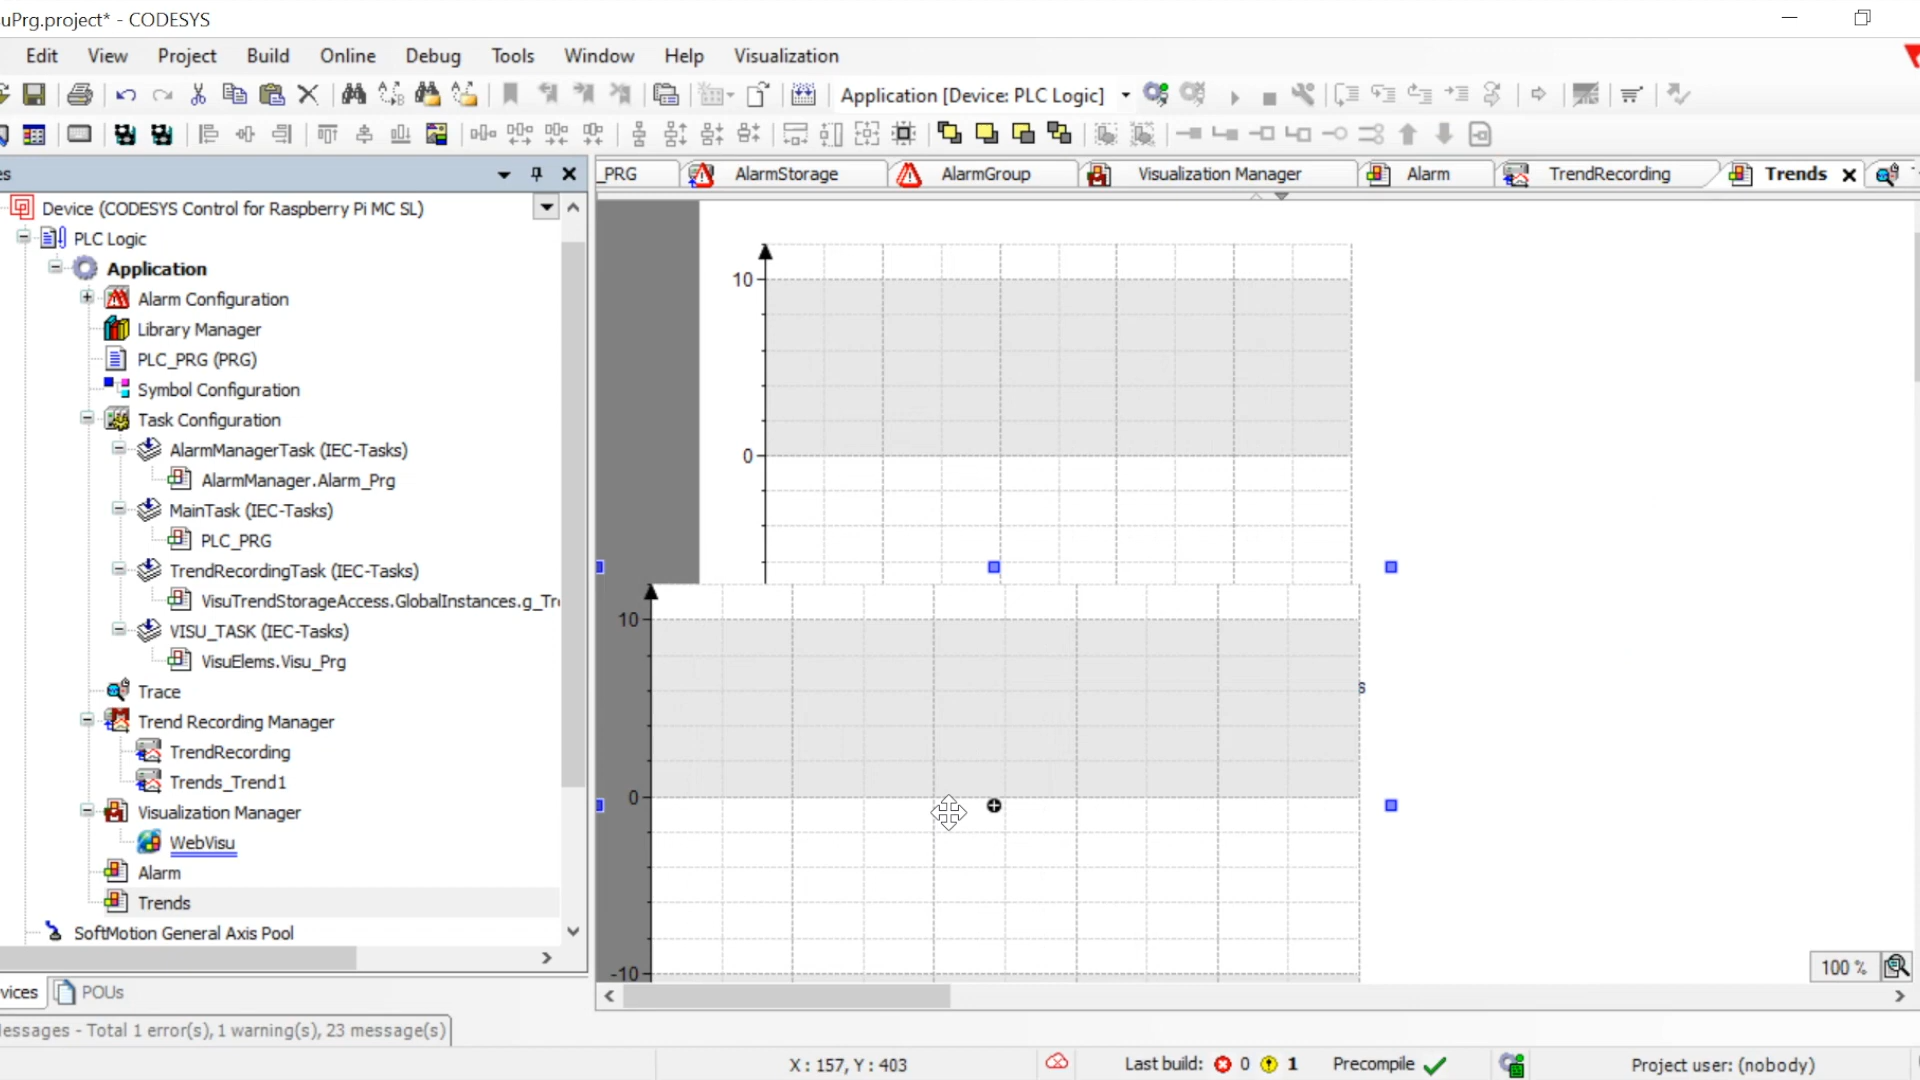 uPrg.project* - CODESYS
Edit View Project Build Online Debug Tools Window Help Visualization
Application [Device: PLC Logic]
es
_PRG AlarmStorage AlarmGroup Visualization Manager Alarm TrendRecording Trends
Device (CODESYS Control for Raspberry Pi MC SL)
PLC Logic
Application
Alarm Configuration
Library Manager
PLC_PRG (PRG)
Symbol Configuration
Task Configuration
AlarmManagerTask (IEC-Tasks)
AlarmManager.Alarm_Prg
MainTask (IEC-Tasks)
PLC_PRG
TrendRecordingTask (IEC-Tasks)
VisuTrendStorageAccess.GlobalInstances.g_Tr
VISU_TASK (IEC-Tasks)
VisuElems.Visu_Prg
Trace
Trend Recording Manager
TrendRecording
Trends_Trend1
Visualization Manager
WebVisu
Alarm
Trends
SoftMotion General Axis Pool
10
0
10
s
0
-10
100 %
vices POUs
lessages - Total 1 error(s), 1 warning(s), 23 message(s)
X : 157, Y : 403 Last build: 0 1 Precompile Project user: (nobody)